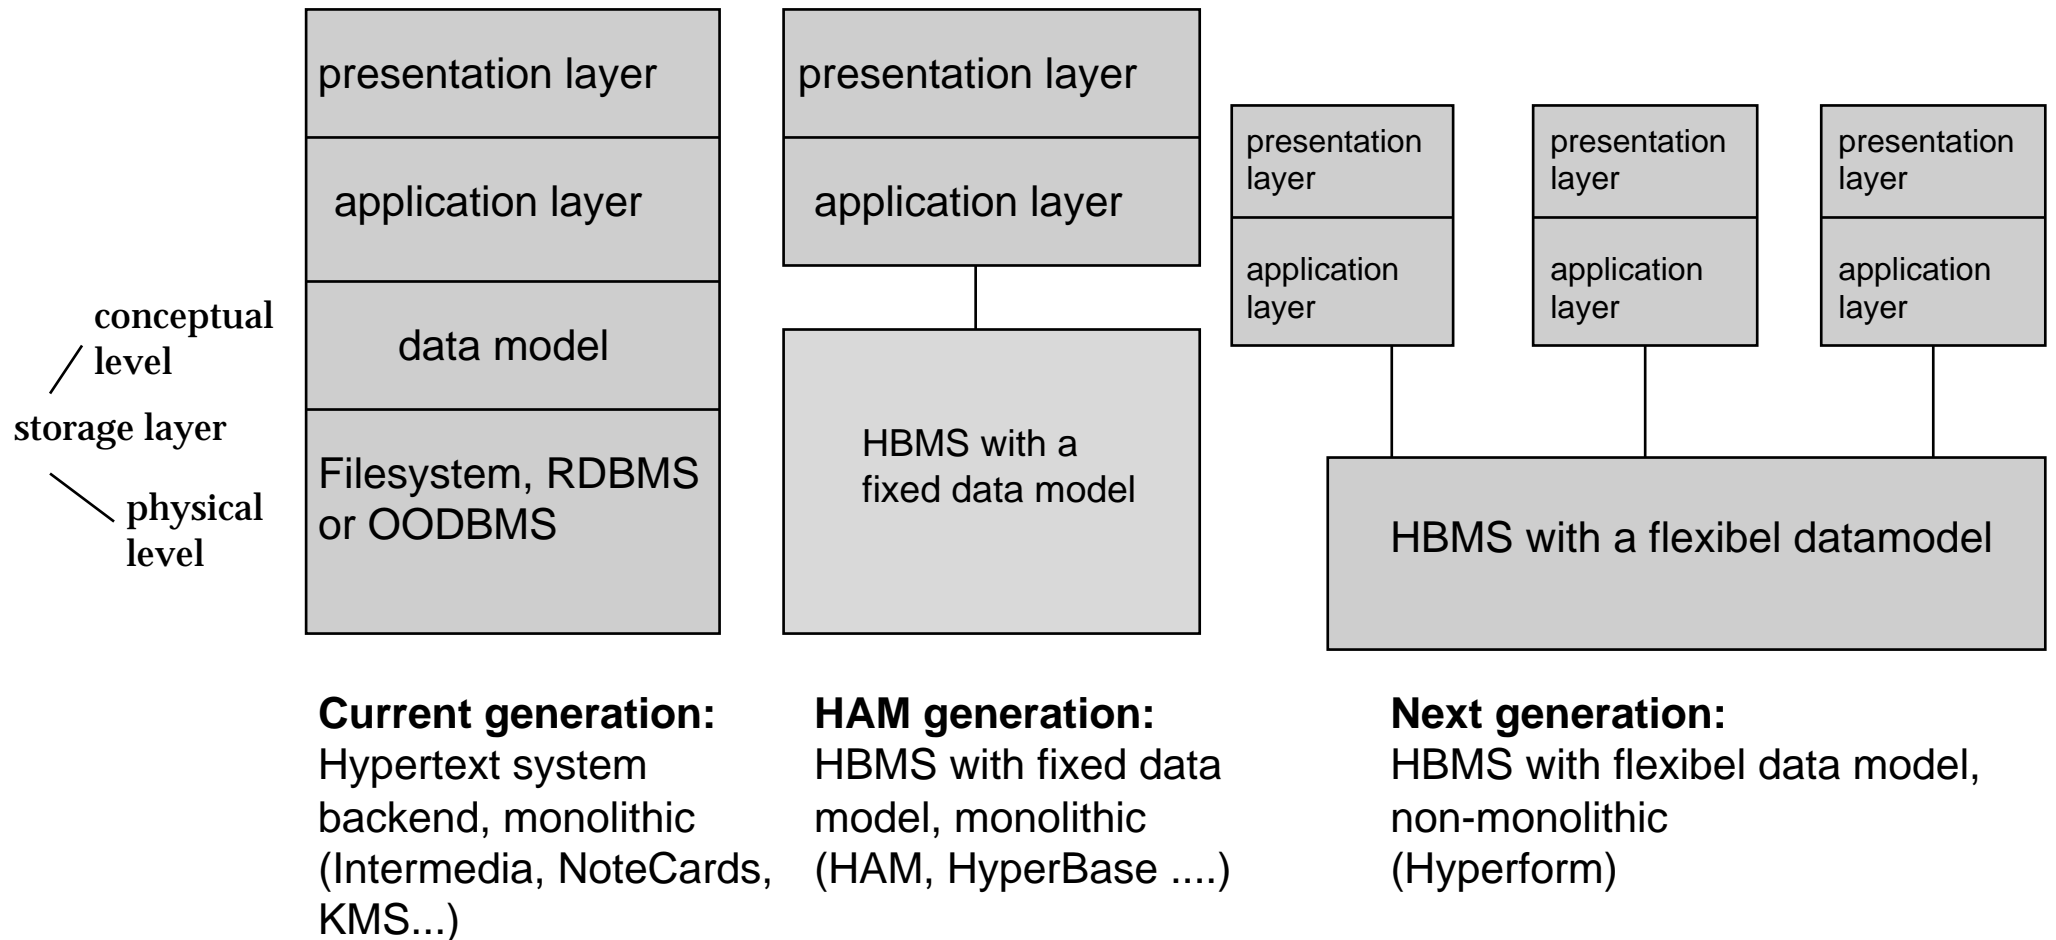 presentation layer
application layer
data model
Filesystem, RDBMS
or OODBMS
conceptual
level
storage layer
physical
level
presentation layer
application layer
HBMS with a
fixed data model
presentation
layer
application
layer
presentation
layer
application
layer
presentation
layer
application
layer
HBMS with a flexibel datamodel
Current generation:
Hypertext system
backend, monolithic
(Intermedia, NoteCards,
KMS...)
HAM generation:
HBMS with fixed data
model, monolithic
(HAM, HyperBase ....)
Next generation:
HBMS with flexibel data model,
non-monolithic
(Hyperform)